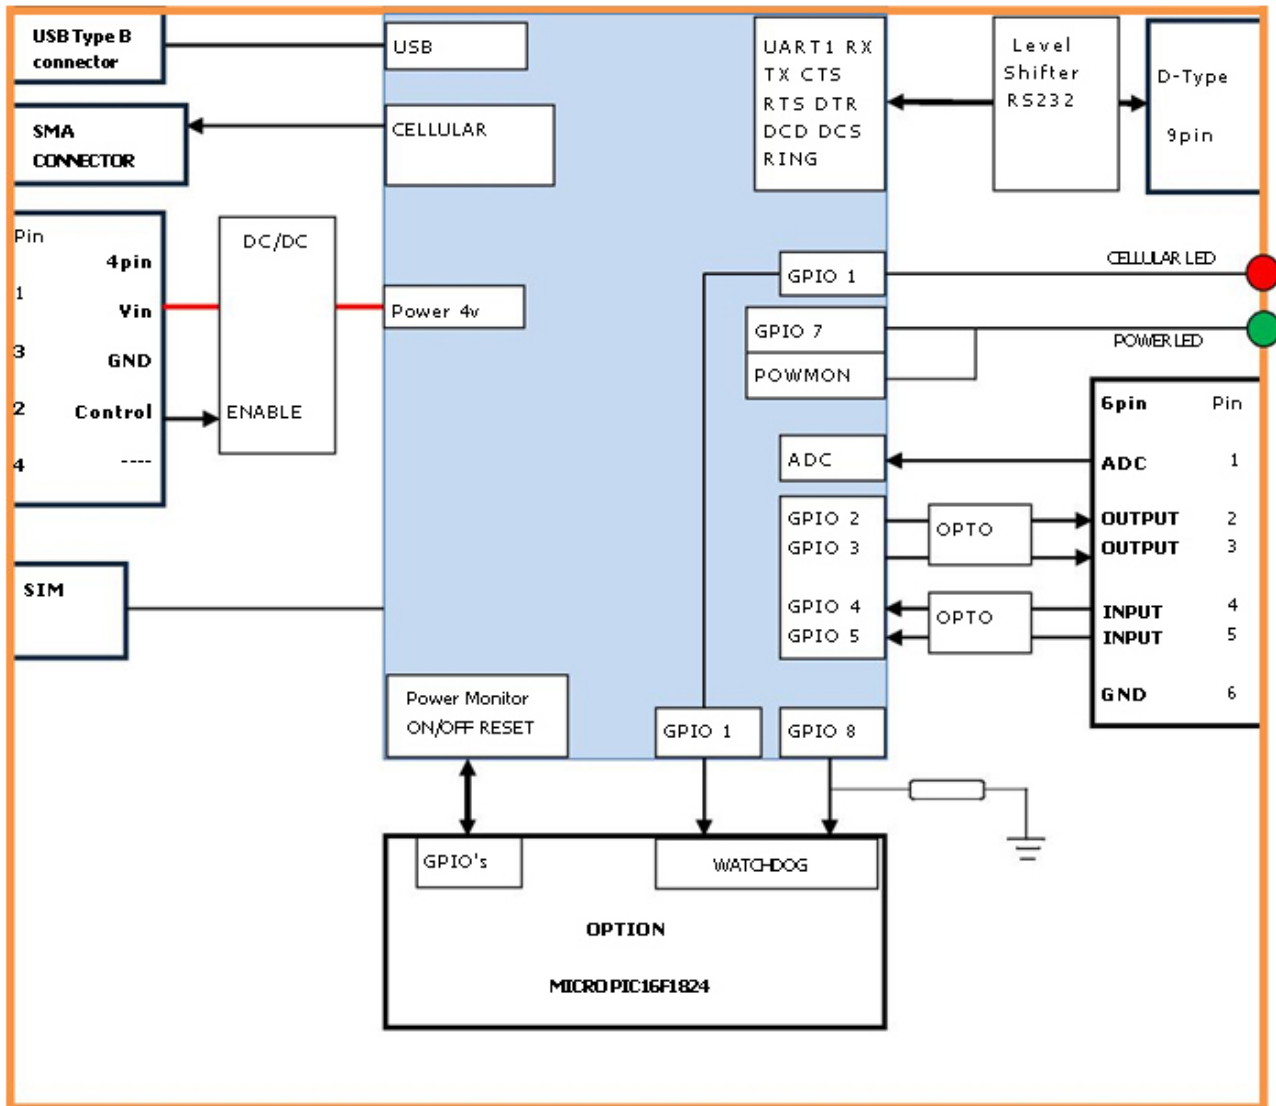 USB Type B
connector
USB
SMA
CONNECTOR
CELLULAR
UART1 RX
TX CTS
RTS DTR
DCD DCS
RING
Level
Shifter
RS232
D-Type
9pin
Pin
4pin
1
Vin
3
GND
2
Control
4
----
DC/DC
ENABLE
Power 4v
GPIO 1
CELLULAR LED
GPIO 7
POWMON
POWER LED
ADC
GPIO 2
GPIO 3
GPIO 4
GPIO 5
OPTO
OPTO
6pin Pin
ADC 1
OUTPUT 2
OUTPUT 3
INPUT 4
INPUT 5
GND 6
SIM
Power Monitor
ON/OFF RESET
GPIO 1
GPIO 8
GPIO's
WATCHDOG
OPTION
MICRO PIC16F1824